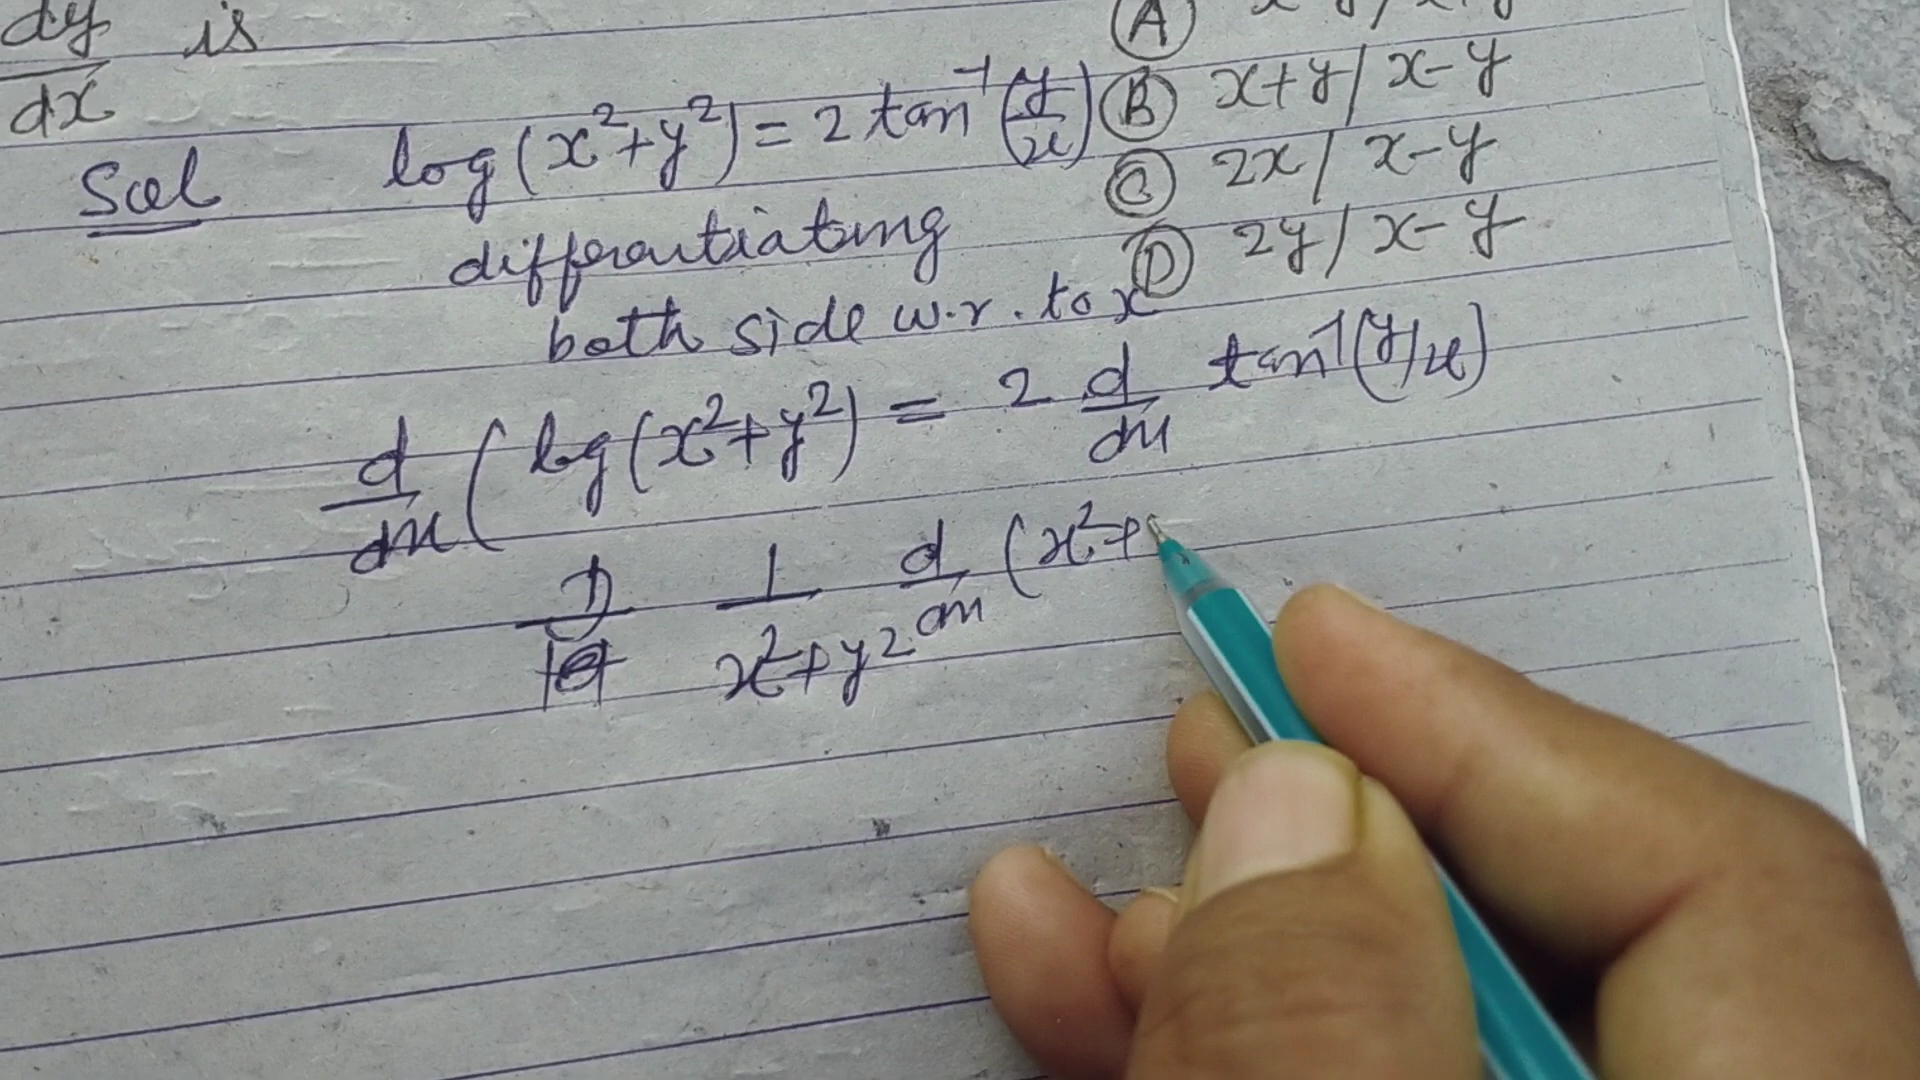 dy/dx is
(A) x-y/x+y
Sol log(x²+y²) = 2 tan⁻¹(y/x)
(B) x+y/x-y
(C) 2x/x-y
differentiating
(D) 2y/x-y
both side w.r. to x
d/dx (log(x²+y²) = 2 d/dx tan⁻¹(y/x)
1/x²+y² d/dx (x²+